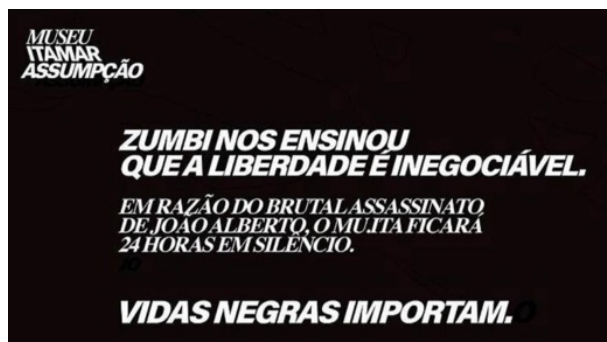 MUSEU
ITAMAR
ASSUMPÇÃO
ZUMBI NOS ENSINOU
QUE A LIBERDADE É INEGOCIÁVEL.
EM RAZÃO DO BRUTAL ASSASSINATO
DE JOÃO ALBERTO, O MU.ITA FICARÁ
24 HORAS EM SILÊNCIO.
VIDAS NEGRAS IMPORTAM.